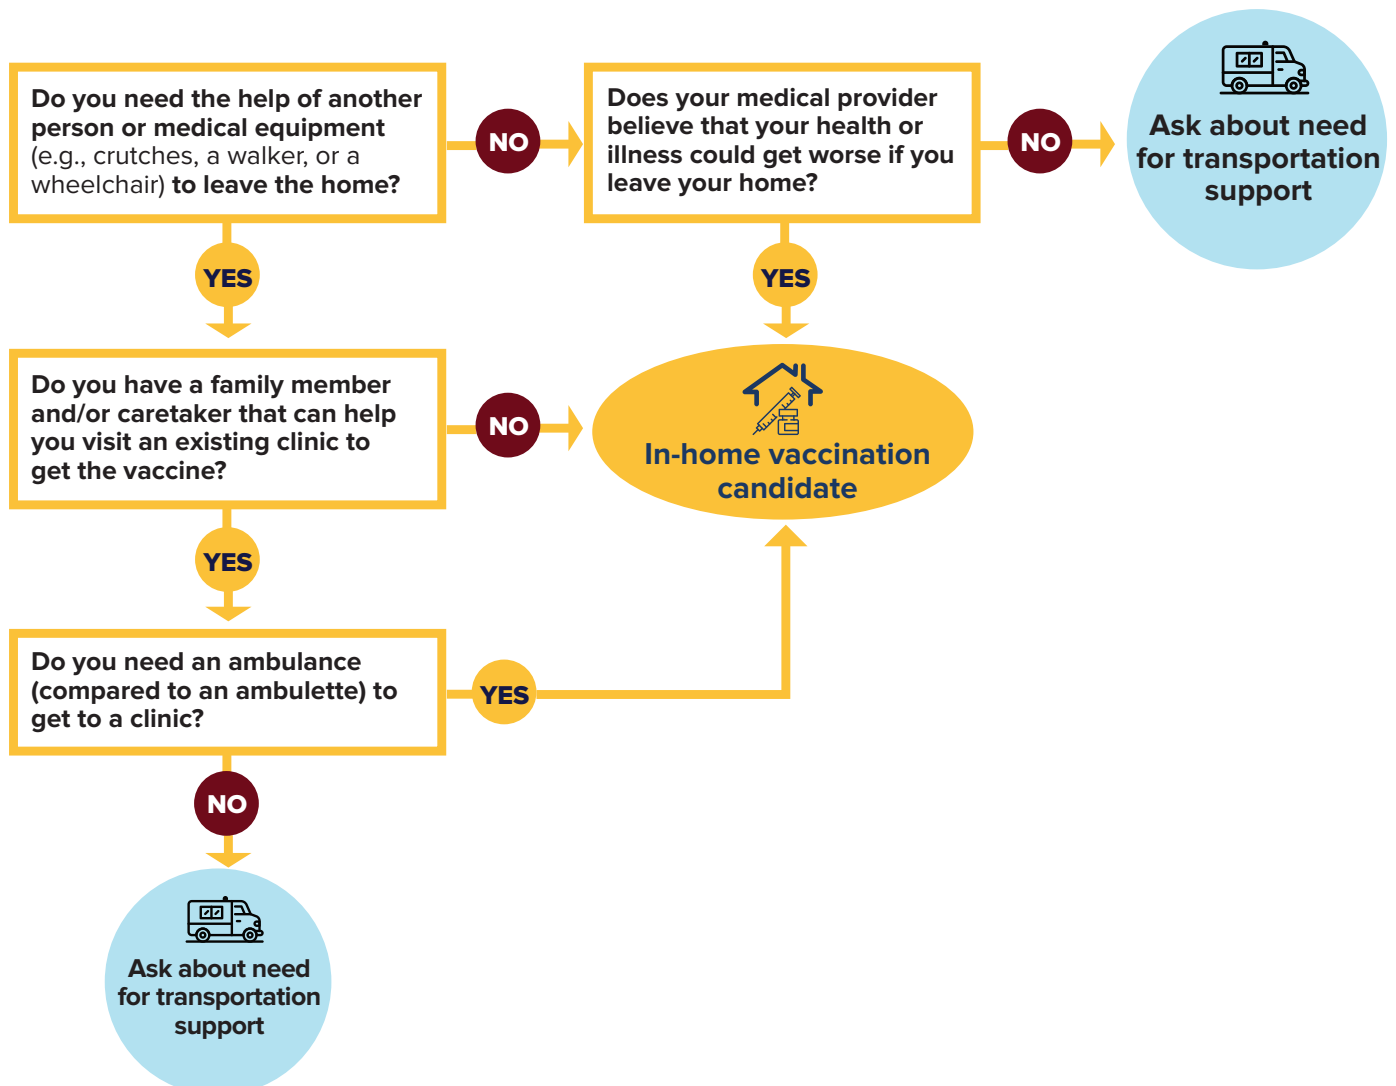 Do you need the help of another
person or medical equipment
(e.g., crutches, a walker, or a
wheelchair) to leave the home?
NO
Does your medical provider
believe that your health or
illness could get worse if you
leave your home?
NO
Ask about need
for transportation
support
YES
YES
Do you have a family member
and/or caretaker that can help
you visit an existing clinic to
get the vaccine?
NO
In-home vaccination
candidate
YES
Do you need an ambulance
(compared to an ambulette) to
get to a clinic?
YES
NO
Ask about need
for transportation
support